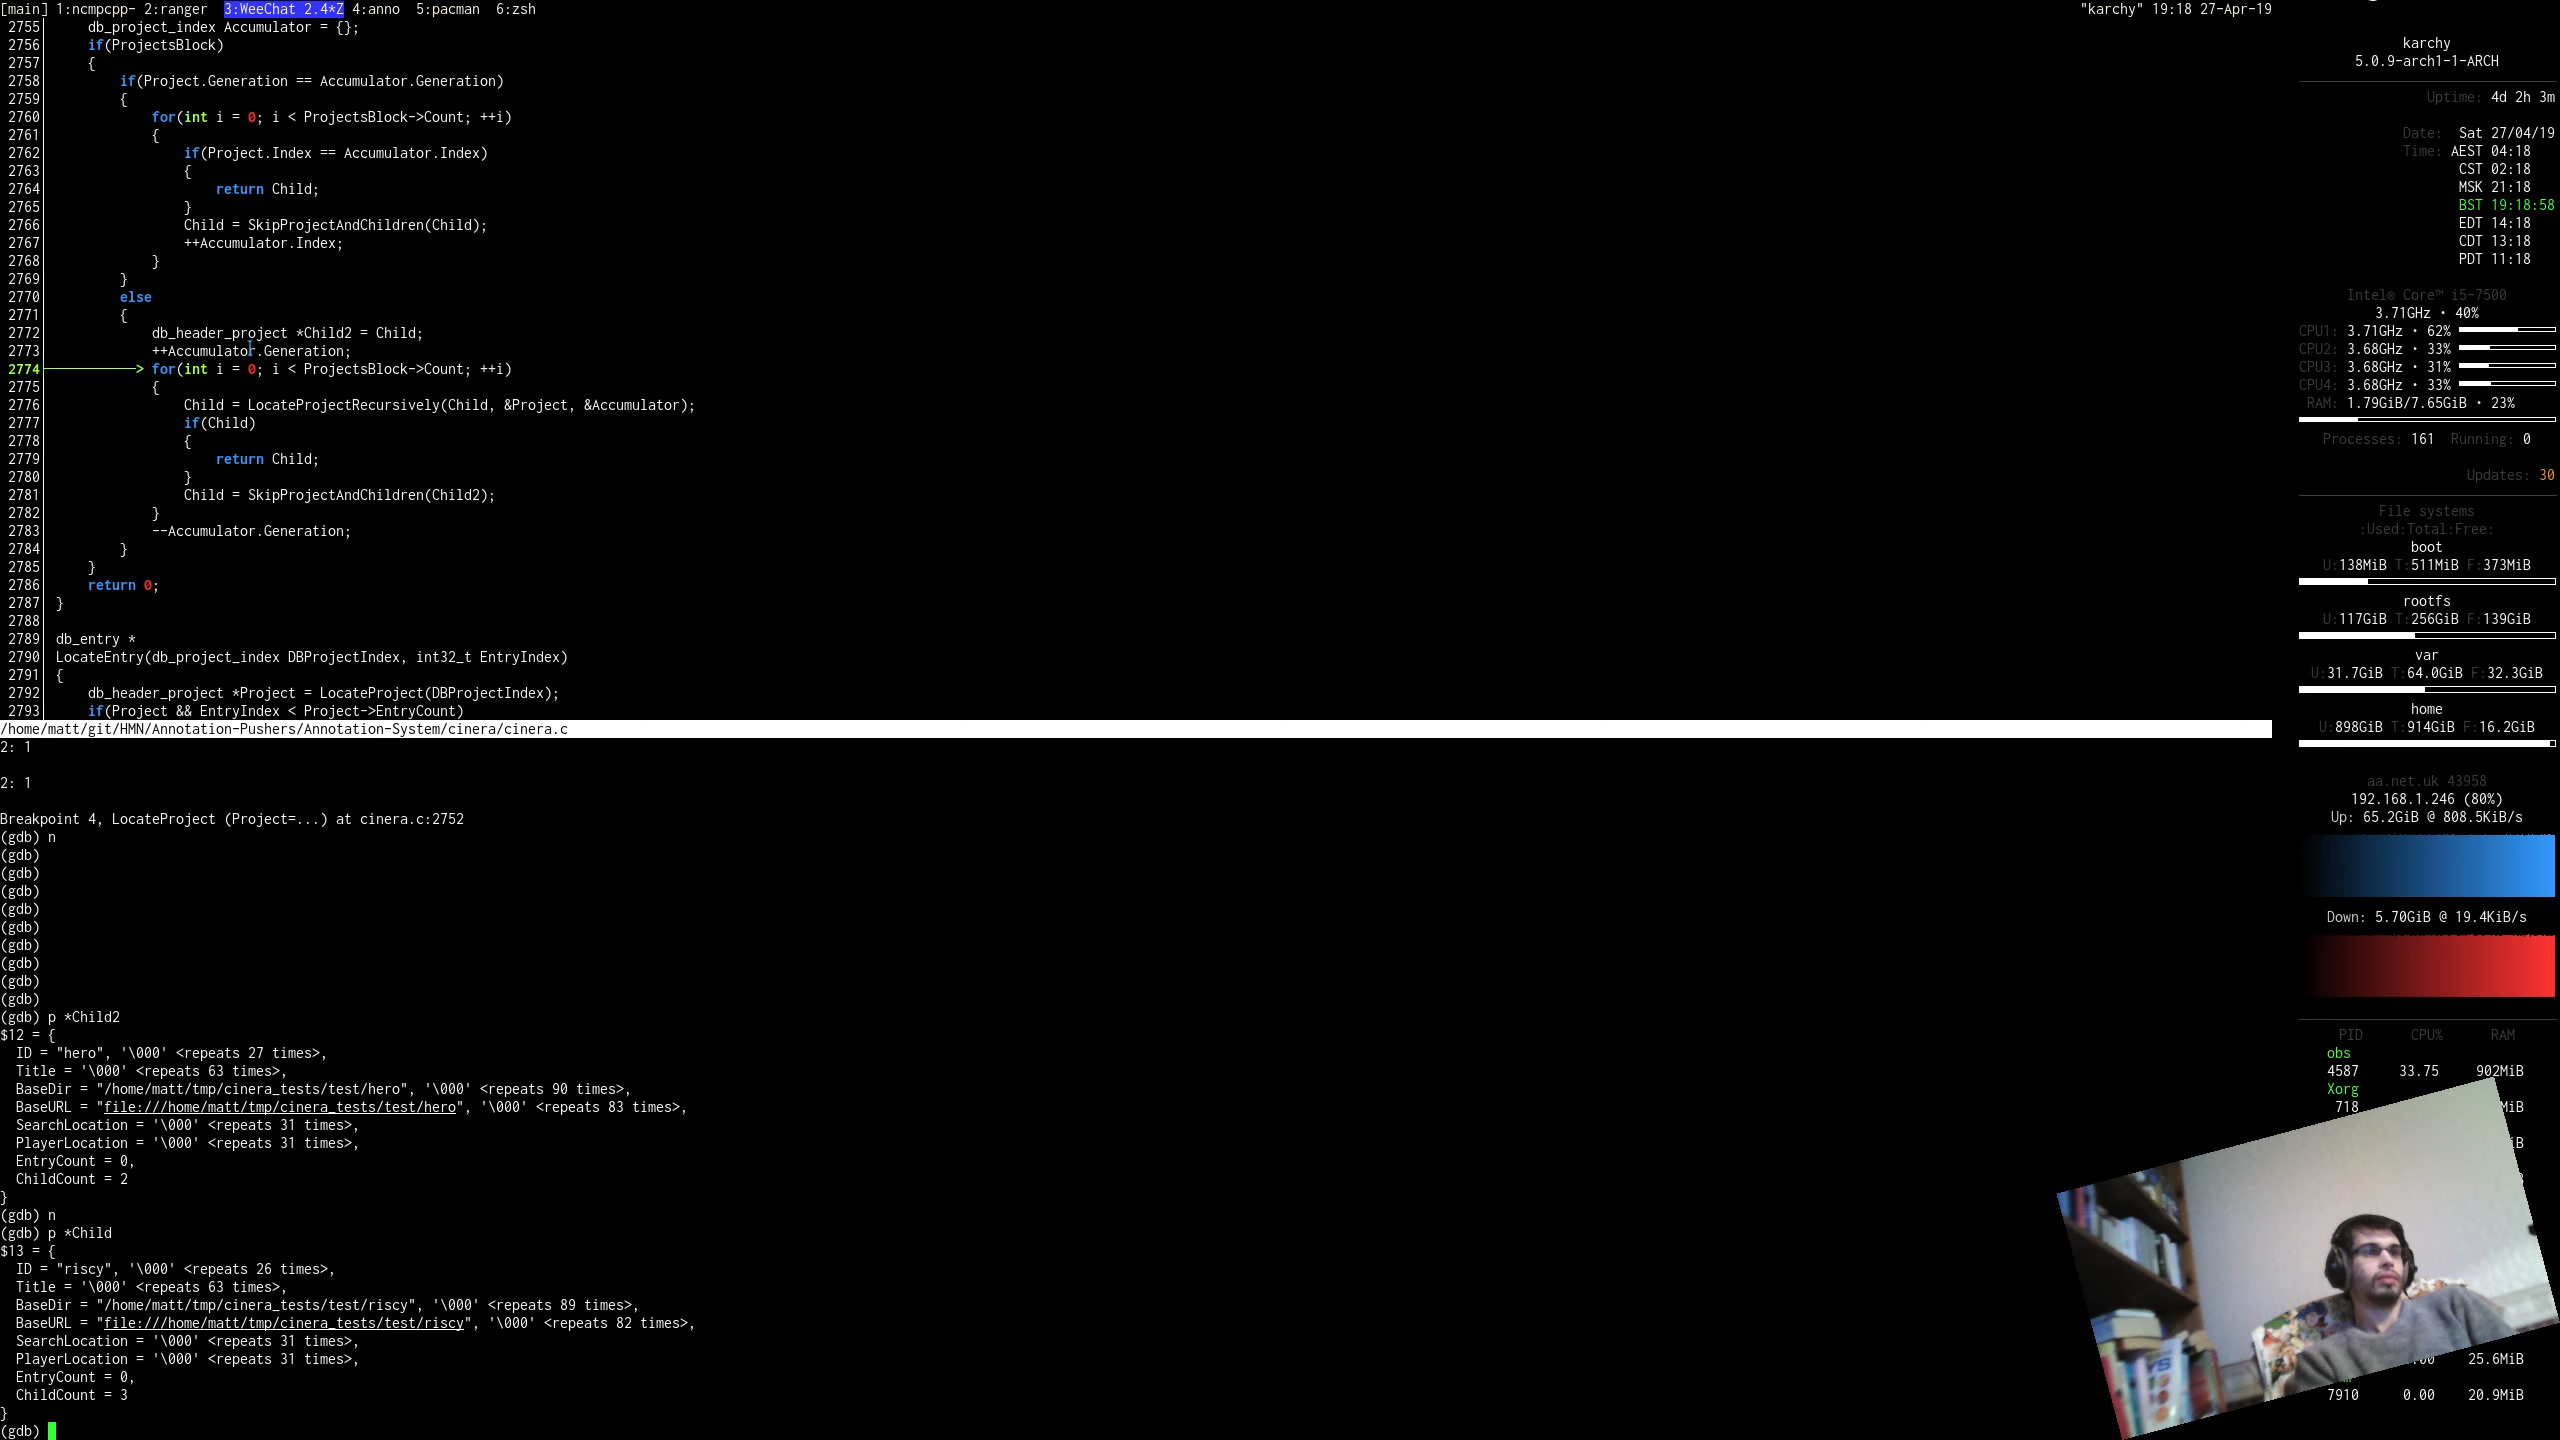 [main] 1:ncmpcpp- 2:ranger  3:WeeChat 2.4*Z 4:anno  5:pacman  6:zsh "karchy" 19:18 27-Apr-19
2755 db_project_index Accumulator = {};
2756 if(ProjectsBlock)
2757 {
2758 if(Project.Generation == Accumulator.Generation)
2759 {
2760 for(int i = 0; i < ProjectsBlock->Count; ++i)
2761 {
2762 if(Project.Index == Accumulator.Index)
2763 {
2764 return Child;
2765 }
2766 Child = SkipProjectAndChildren(Child);
2767 ++Accumulator.Index;
2768 }
2769 }
2770 else
2771 {
2772 db_header_project *Child2 = Child;
2773 ++Accumulator.Generation;
2774 > for(int i = 0; i < ProjectsBlock->Count; ++i)
2775 {
2776 Child = LocateProjectRecursively(Child, &Project, &Accumulator);
2777 if(Child)
2778 {
2779 return Child;
2780 }
2781 Child = SkipProjectAndChildren(Child2);
2782 }
2783 --Accumulator.Generation;
2784 }
2785 }
2786 return 0;
2787 }
2788
2789 db_entry *
2790 LocateEntry(db_project_index DBProjectIndex, int32_t EntryIndex)
2791 {
2792 db_header_project *Project = LocateProject(DBProjectIndex);
2793 if(Project && EntryIndex < Project->EntryCount)
/home/matt/git/HMN/Annotation-Pushers/Annotation-System/cinera/cinera.c
2: 1
2: 1
Breakpoint 4, LocateProject (Project=...) at cinera.c:2752
(gdb) n
(gdb)
(gdb)
(gdb)
(gdb)
(gdb)
(gdb)
(gdb)
(gdb)
(gdb)
(gdb) p *Child2
$12 = {
ID = "hero", '\000' <repeats 27 times>,
Title = '\000' <repeats 63 times>,
BaseDir = "/home/matt/tmp/cinera_tests/test/hero", '\000' <repeats 90 times>,
BaseURL = "file:///home/matt/tmp/cinera_tests/test/hero", '\000' <repeats 83 times>,
SearchLocation = '\000' <repeats 31 times>,
PlayerLocation = '\000' <repeats 31 times>,
EntryCount = 0,
ChildCount = 2
}
(gdb) n
(gdb) p *Child
$13 = {
ID = "riscy", '\000' <repeats 26 times>,
Title = '\000' <repeats 63 times>,
BaseDir = "/home/matt/tmp/cinera_tests/test/riscy", '\000' <repeats 89 times>,
BaseURL = "file:///home/matt/tmp/cinera_tests/test/riscy", '\000' <repeats 82 times>,
SearchLocation = '\000' <repeats 31 times>,
PlayerLocation = '\000' <repeats 31 times>,
EntryCount = 0,
ChildCount = 3
}
(gdb)
karchy
5.0.9-arch1-1-ARCH
Uptime: 4d 2h 3m
Date: Sat 27/04/19
Time: AEST 04:18
CST 02:18
MSK 21:18
BST 19:18:58
EDT 14:18
CDT 13:18
PDT 11:18
Intel® Core™ i5-7500
3.71GHz · 40%
CPU1: 3.71GHz · 62%
CPU2: 3.68GHz · 33%
CPU3: 3.68GHz · 31%
CPU4: 3.68GHz · 33%
RAM: 1.79GiB/7.65GiB · 23%
Processes: 161 Running: 0
Updates: 30
File systems
:Used:Total:Free:
boot
U:138MiB T:511MiB F:373MiB
rootfs
U:117GiB T:256GiB F:139GiB
var
U:31.7GiB T:64.0GiB F:32.3GiB
home
U:898GiB T:914GiB F:16.2GiB
aa.net.uk 43958
192.168.1.246 (80%)
Up: 65.2GiB @ 808.5KiB/s
Down: 5.70GiB @ 19.4KiB/s
PID CPU% RAM
obs
4587 33.75 902MiB
Xorg
718 MiB
iB
.00 25.6MiB
7910 0.00 20.9MiB